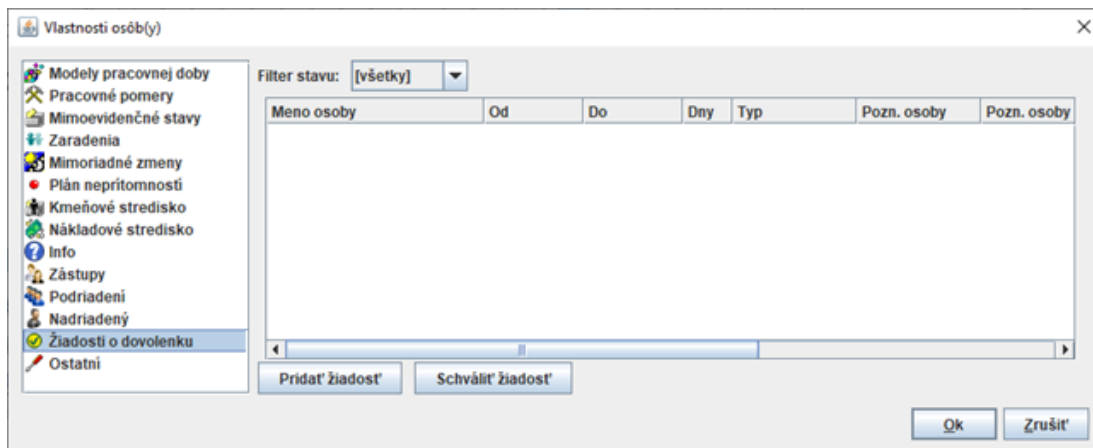 Vlastnosti osôb(y)
Modely pracovnej doby
Pracovné pomery
Mimoevidenčné stavy
Zaradenia
Mimoriadné zmeny
Plán neprítomností
Kmeňové stredisko
Nákladové stredisko
Info
Zástupy
Podriadení
Nadriadený
Žiadosti o dovolenku
Ostatní
Filter stavu: [všetky]
Meno osoby Od Do Dny Typ Pozn. osoby Pozn. osoby
Pridať žiadosť Schváliť žiadosť
Ok Zrušiť